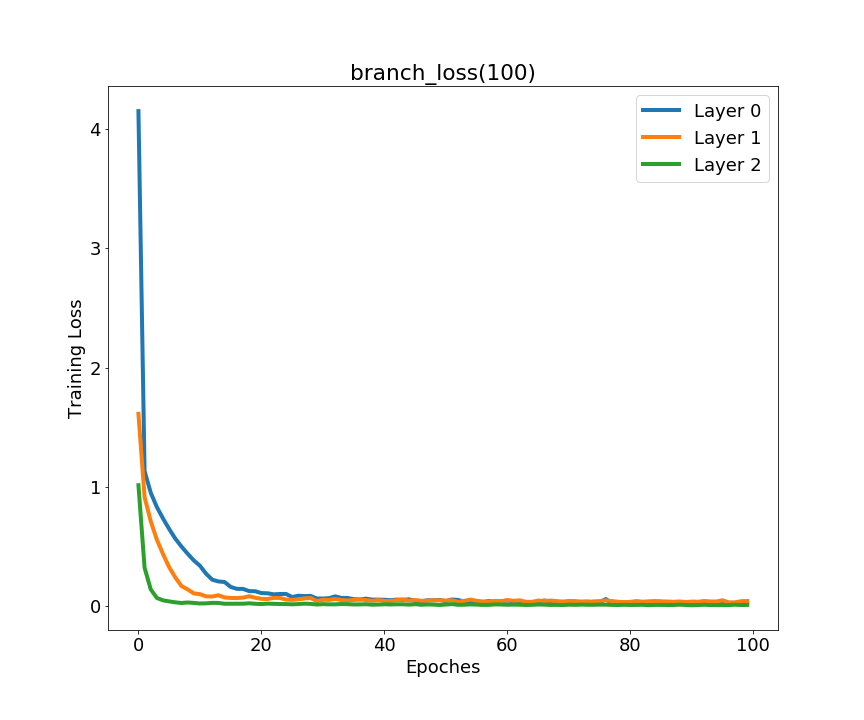 branch_loss(100)
Layer 0
Layer 1
Layer 2
Training Loss
4
3
2
1
0
0 20 40 60 80 100
Epoches